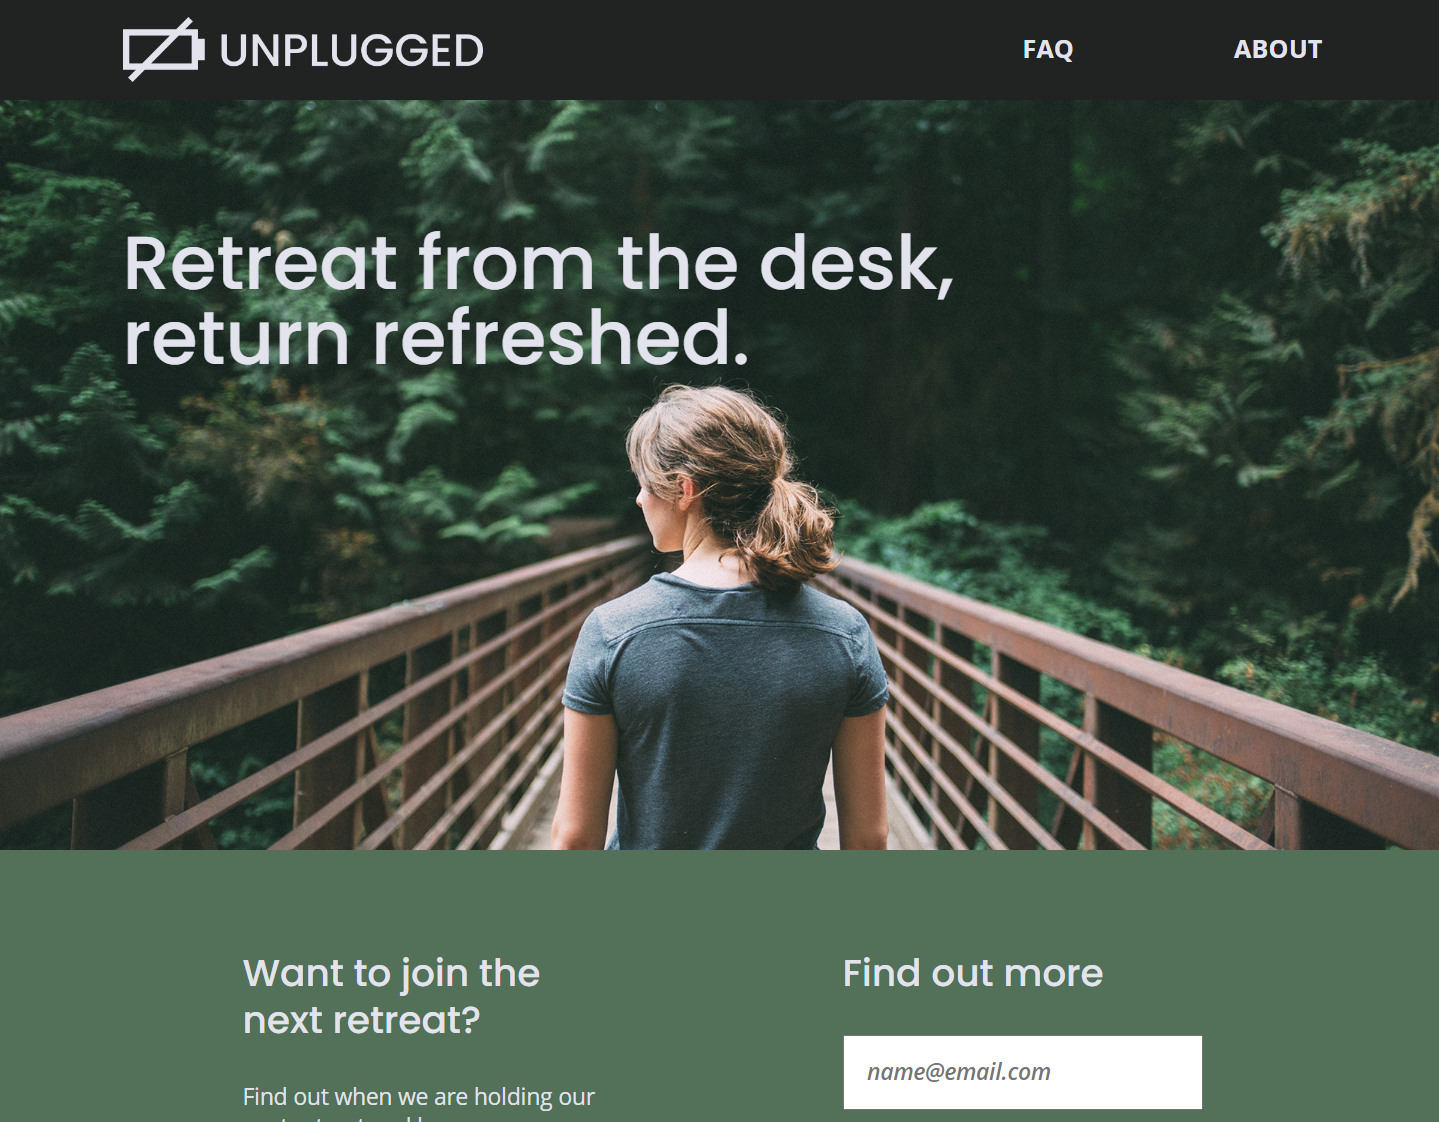 UNPLUGGED
FAQ
ABOUT
Retreat from the desk,
return refreshed.
Want to join the
next retreat?
Find out when we are holding our
Find out more
name@email.com